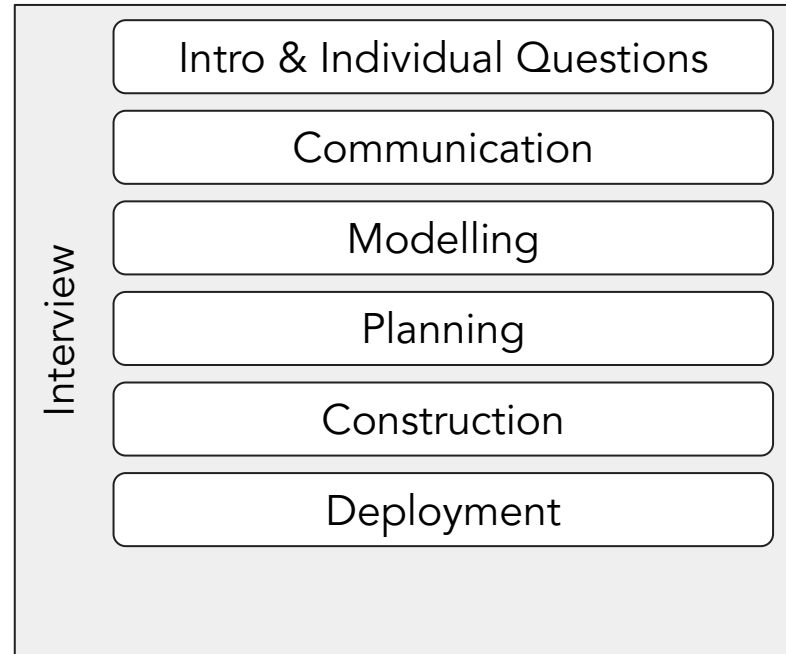 Interview
Intro & Individual Questions
Communication
Modelling
Planning
Construction
Deployment